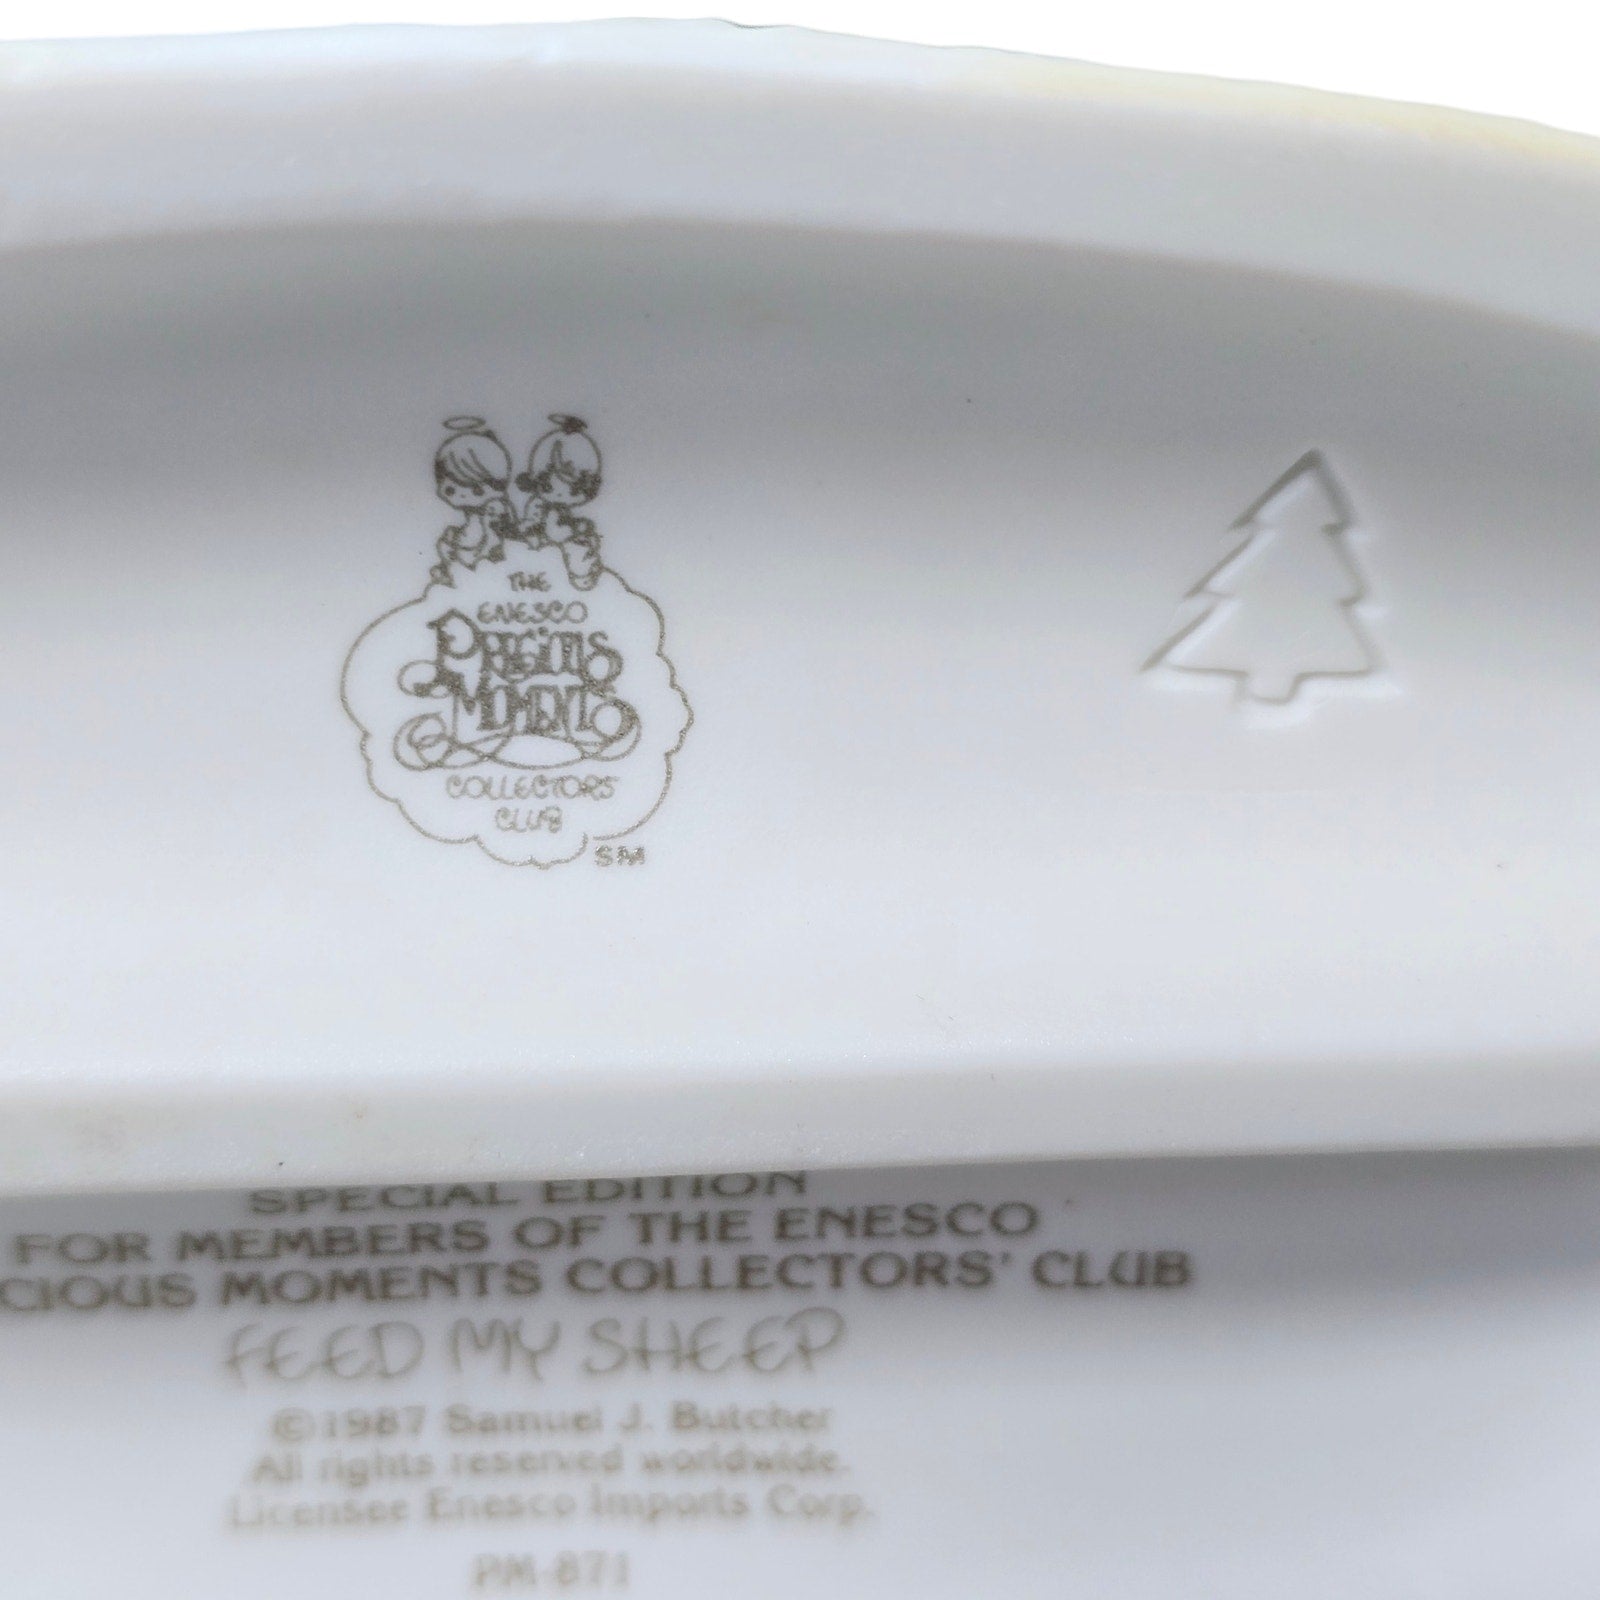 THE
ENESCO
PRECIOUS
MOMENTS
COLLECTORS
CLUB
SM
SPECIAL EDITION
FOR MEMBERS OF THE ENESCO
CIOUS MOMENTS COLLECTORS' CLUB
FEED MY SHEEP
©1987 Samuel J. Butcher
All rights reserved worldwide.
Licensee Enesco Imports Corp.
PM-871